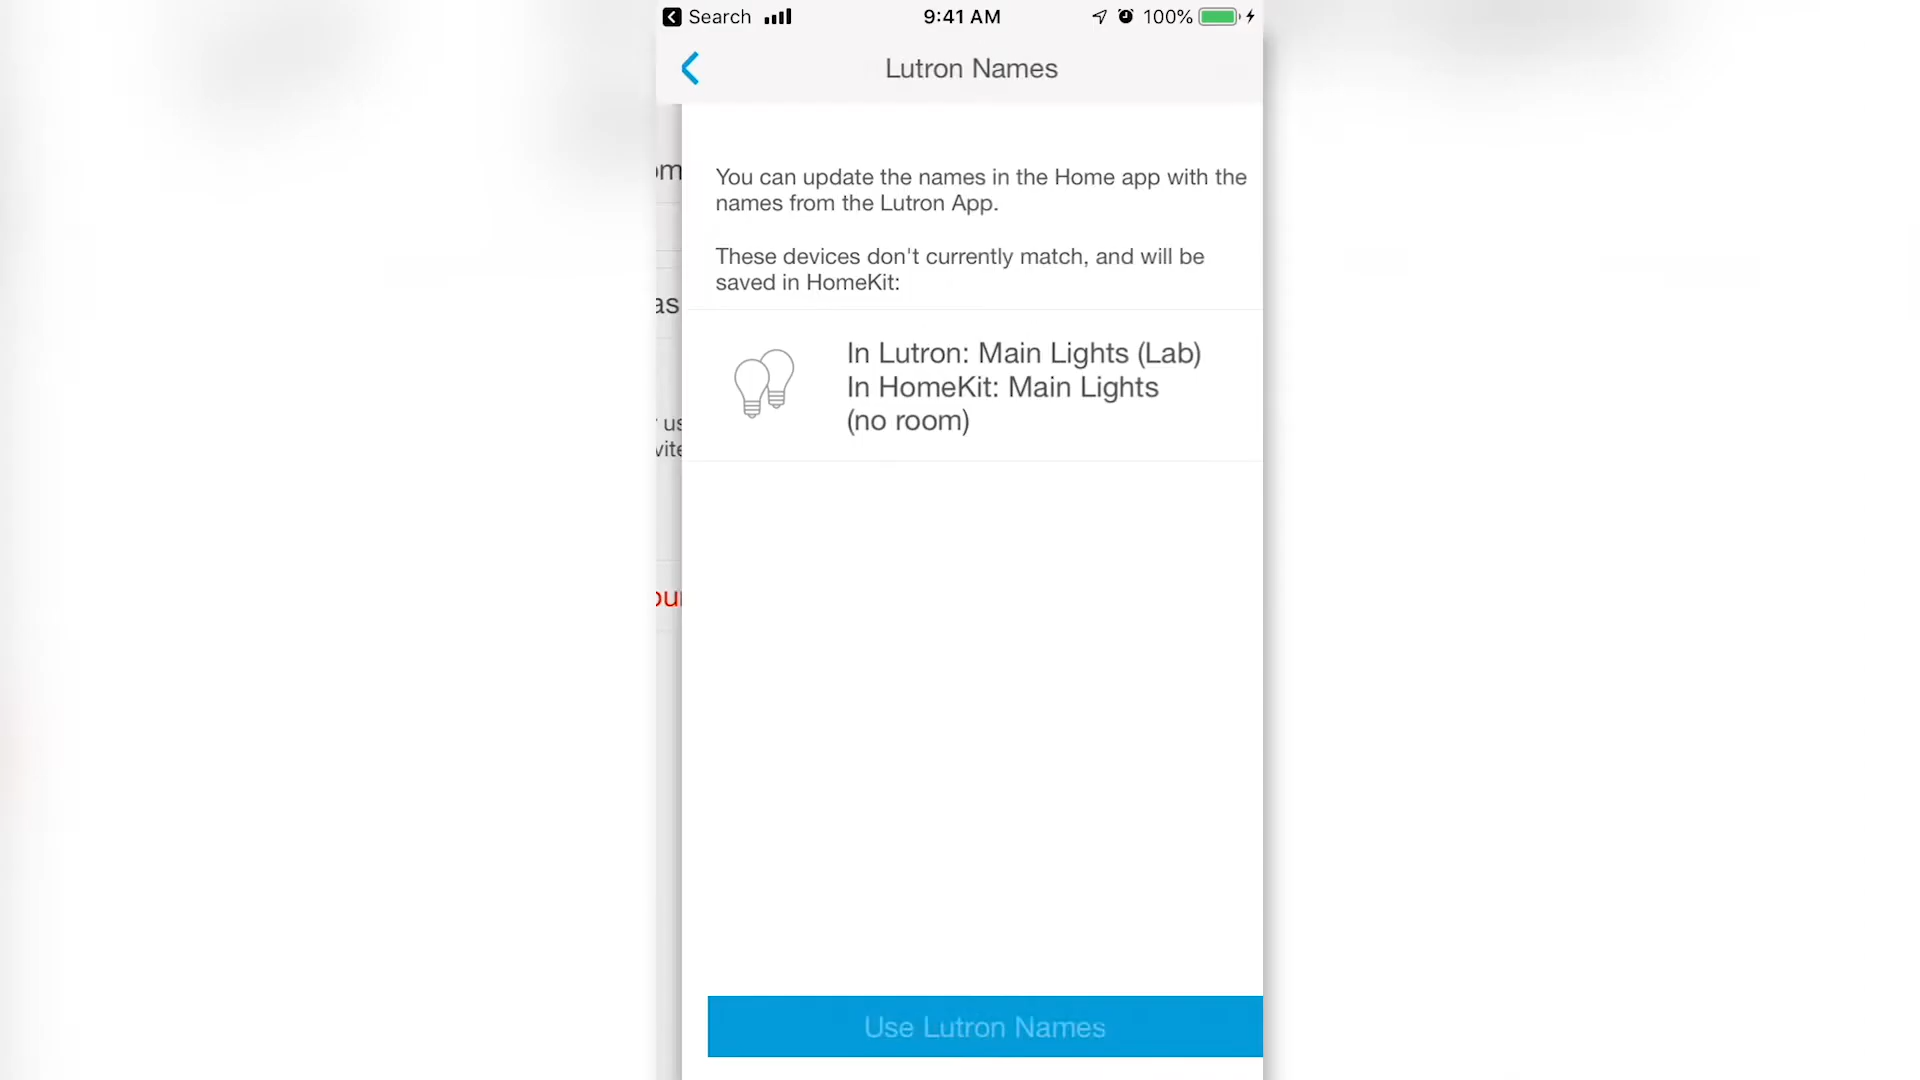 Search 9:41 AM 100%
Lutron Names
You can update the names in the Home app with the
names from the Lutron App.
These devices don't currently match, and will be
saved in HomeKit:
In Lutron: Main Lights (Lab)
In HomeKit: Main Lights
(no room)
Use Lutron Names